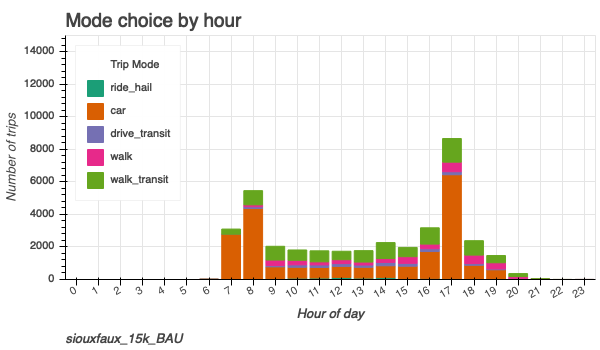 Mode choice by hour
14000
12000
10000
8000
6000
4000
2000
0
Number of trips
Trip Mode
ride_hail
car
drive_transit
walk
walk_transit
0 1 2 3 4 5 6 7 8 9 10 11 12 13 14 15 16 17 18 19 20 21 22 23
Hour of day
siouxfaux_15k_BAU